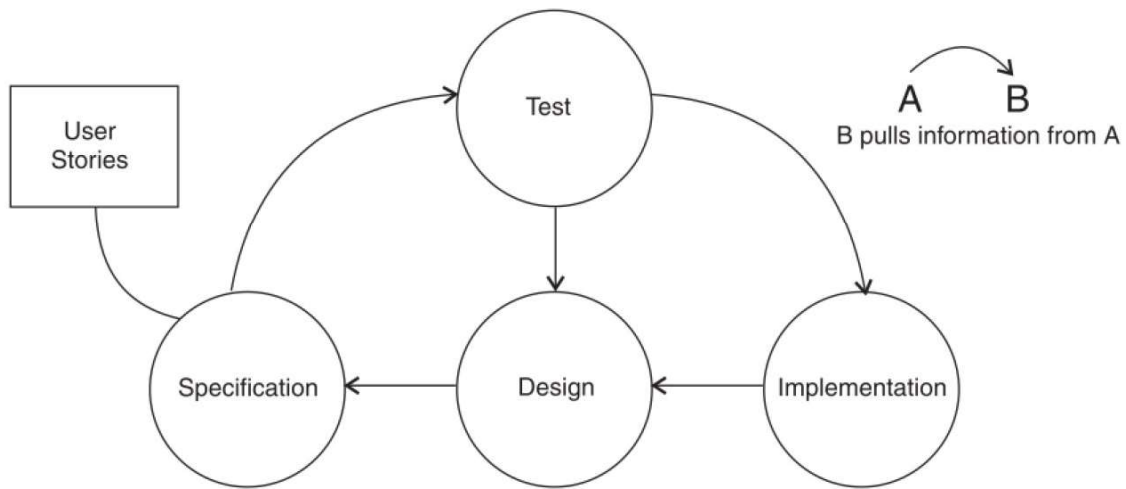 Test
User
Stories
A B
B pulls information from A
Specification
Design
Implementation